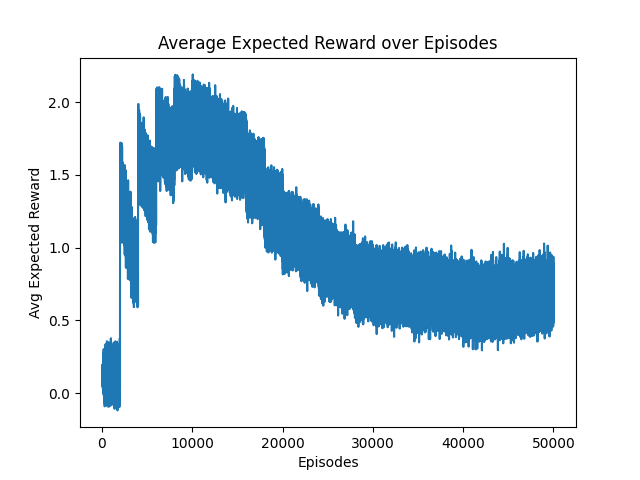 Average Expected Reward over Episodes
2.0
1.5
1.0
0.5
0.0
Avg Expected Reward
0 10000 20000 30000 40000 50000
Episodes